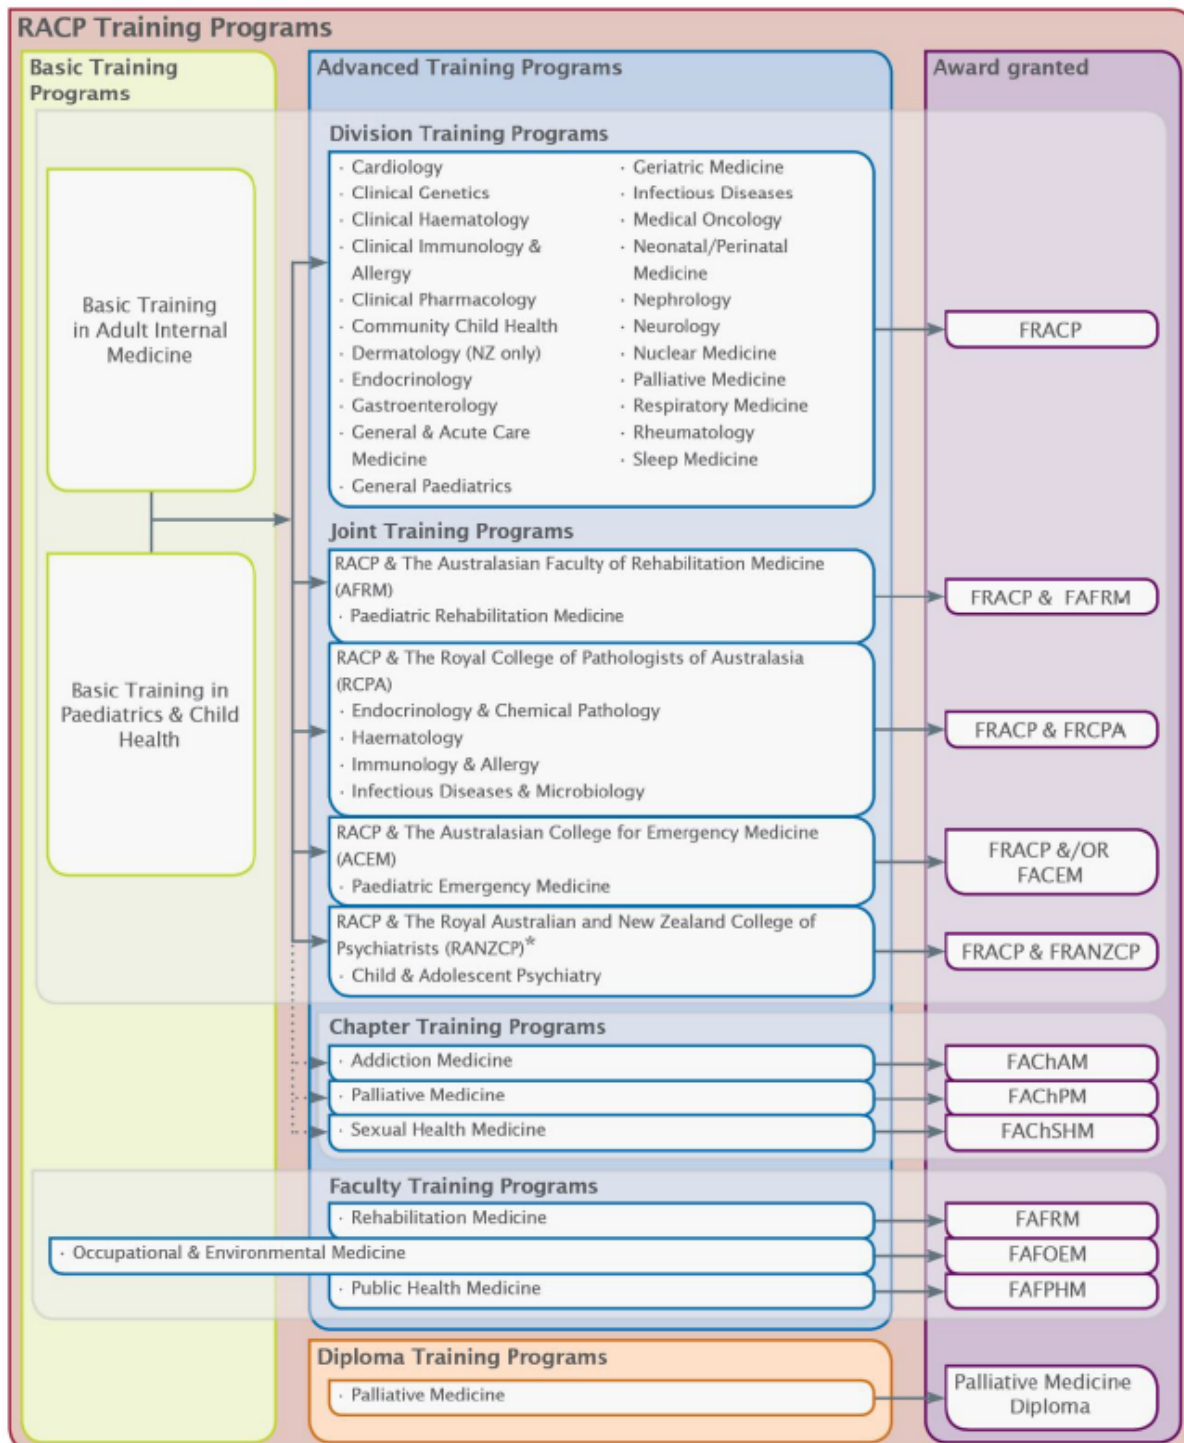 RACP Training Programs
Basic Training
Programs
Advanced Training Programs
Award granted
Basic Training
in Adult Internal
Medicine
Basic Training in
Paediatrics & Child
Health
Division Training Programs
· Cardiology
· Clinical Genetics
· Clinical Haematology
· Clinical Immunology &
Allergy
· Clinical Pharmacology
· Community Child Health
· Dermatology (NZ only)
· Endocrinology
· Gastroenterology
· General & Acute Care
Medicine
· General Paediatrics
· Geriatric Medicine
· Infectious Diseases
· Medical Oncology
· Neonatal/Perinatal
Medicine
· Nephrology
· Neurology
· Nuclear Medicine
· Palliative Medicine
· Respiratory Medicine
· Rheumatology
· Sleep Medicine
FRACP
Joint Training Programs
RACP & The Australasian Faculty of Rehabilitation Medicine
(AFRM)
· Paediatric Rehabilitation Medicine
FRACP & FAFRM
RACP & The Royal College of Pathologists of Australasia
(RCPA)
· Endocrinology & Chemical Pathology
· Haematology
· Immunology & Allergy
· Infectious Diseases & Microbiology
FRACP & FRCPA
RACP & The Australasian College for Emergency Medicine
(ACEM)
· Paediatric Emergency Medicine
FRACP &/OR
FACEM
RACP & The Royal Australian and New Zealand College of
Psychiatrists (RANZCP)*
· Child & Adolescent Psychiatry
FRACP & FRANZCP
Chapter Training Programs
· Addiction Medicine
FAChAM
· Palliative Medicine
FAChPM
· Sexual Health Medicine
FAChSHM
Faculty Training Programs
· Rehabilitation Medicine
FAFRM
· Occupational & Environmental Medicine
FAFOEM
· Public Health Medicine
FAFPHM
Diploma Training Programs
· Palliative Medicine
Palliative Medicine
Diploma